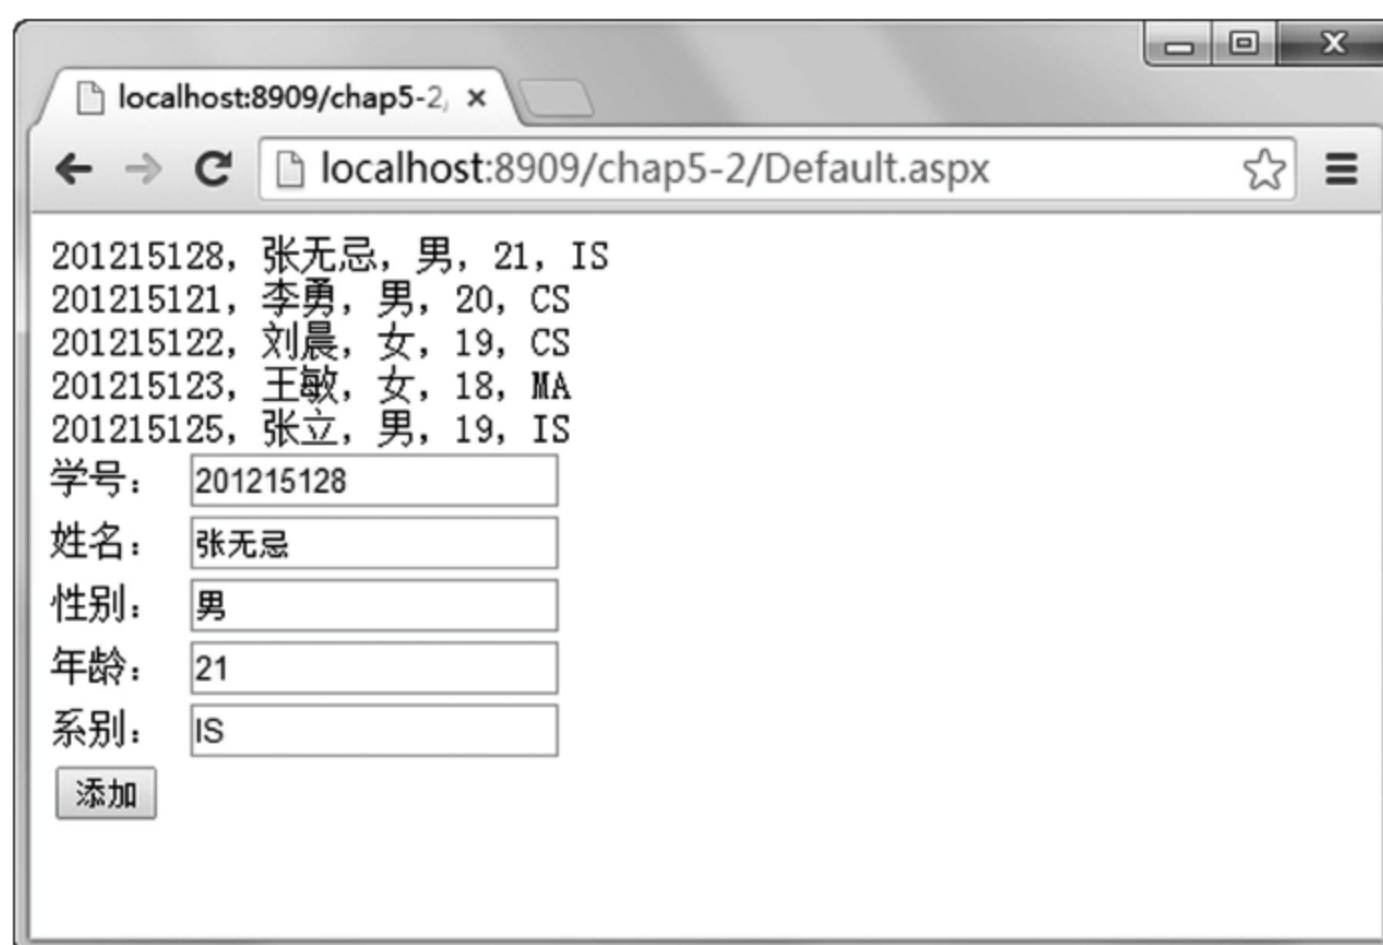 localhost:8909/chap5-2/
localhost:8909/chap5-2/Default.aspx
201215128, 张无忌, 男, 21, IS
201215121, 李勇, 男, 20, CS
201215122, 刘晨, 女, 19, CS
201215123, 王敏, 女, 18, MA
201215125, 张立, 男, 19, IS
学号： 201215128
姓名： 张无忌
性别： 男
年龄： 21
系别： IS
添加